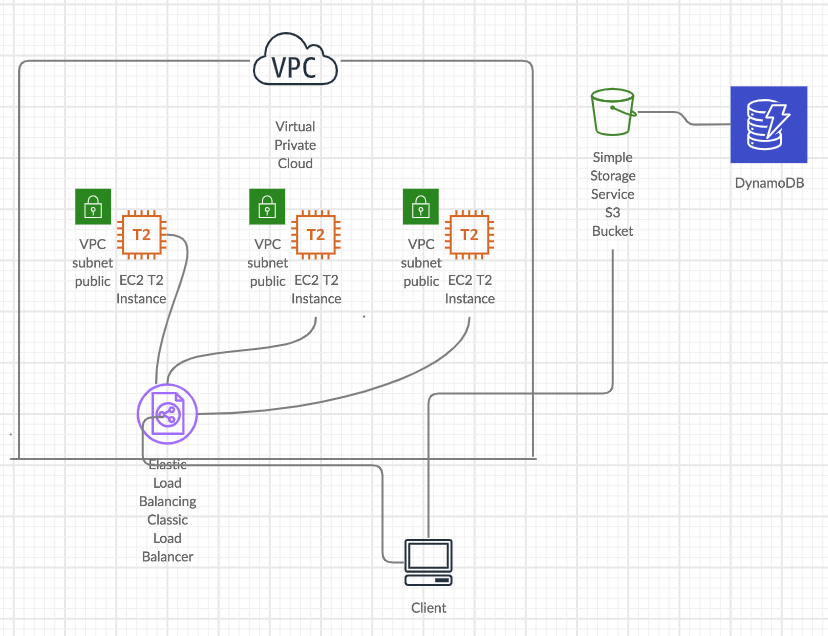 VPC
Virtual
Private
Cloud
Simple
Storage
Service
S3
Bucket
DynamoDB
T2
T2
T2
VPC
subnet
public
EC2 T2
Instance
VPC
subnet
public
EC2 T2
Instance
VPC
subnet
public
EC2 T2
Instance
Elastic
Load
Balancing
Classic
Load
Balancer
Client